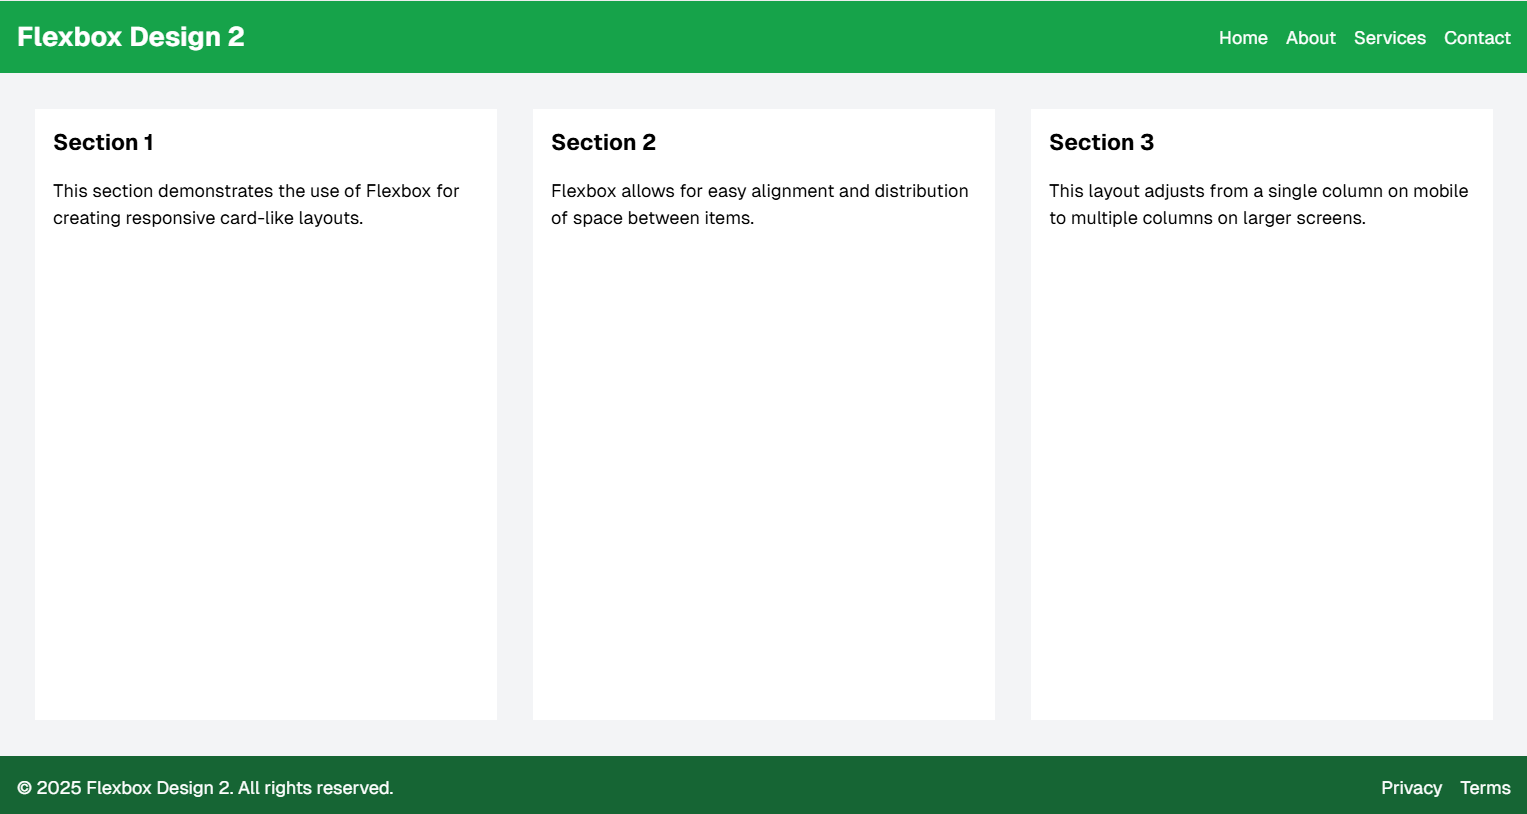 Flexbox Design 2
Home About Services Contact
Section 1
This section demonstrates the use of Flexbox for
creating responsive card-like layouts.
Section 2
Flexbox allows for easy alignment and distribution
of space between items.
Section 3
This layout adjusts from a single column on mobile
to multiple columns on larger screens.
© 2025 Flexbox Design 2. All rights reserved.
Privacy Terms